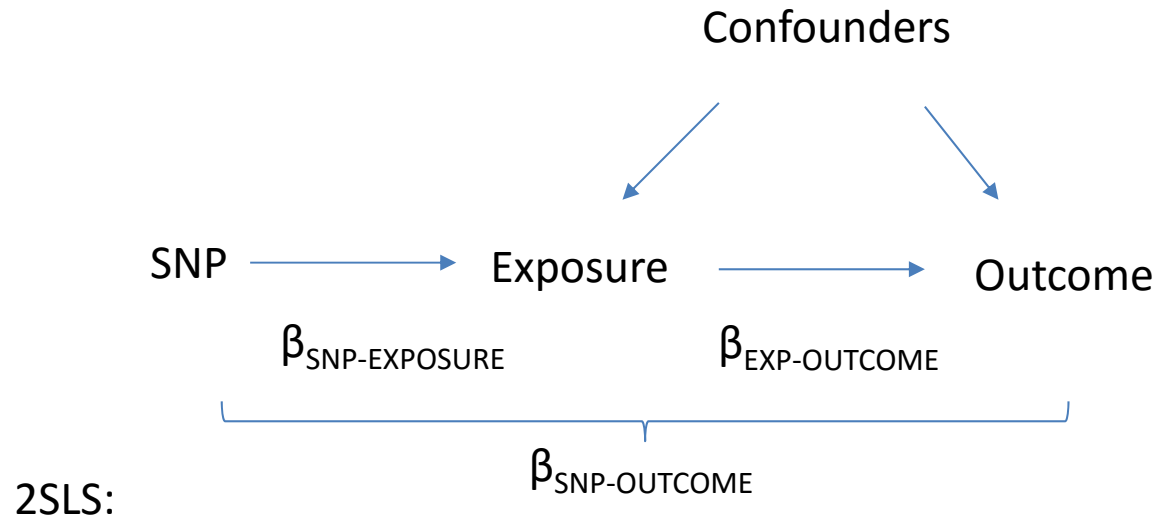 Confounders
SNP Exposure Outcome
βSNP-EXPOSURE βEXP-OUTCOME
βSNP-OUTCOME
2SLS: